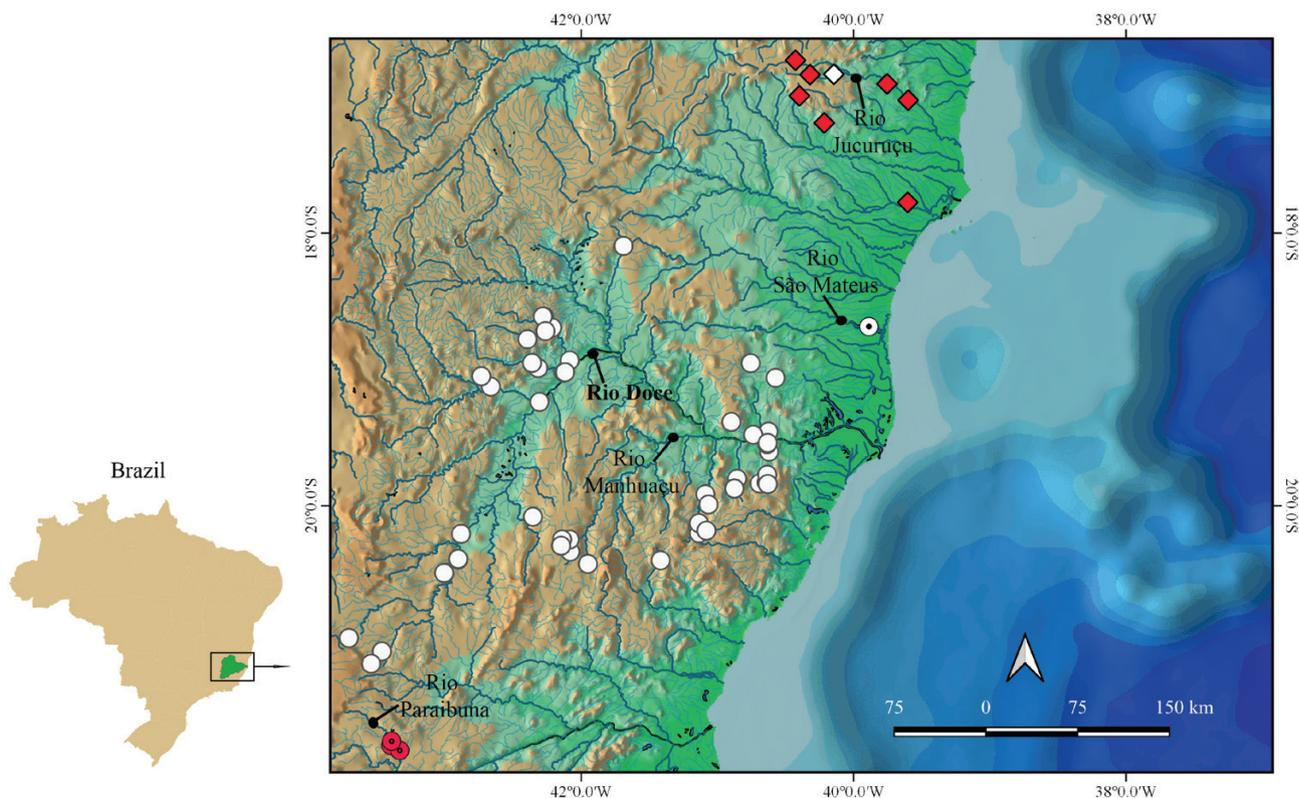 42°0.0'W
40°0.0'W
38°0.0'W
Rio
Jucuruçu
18°0.0'S
18°0.0'S
Rio
São Mateus
Rio Doce
Rio
Manhuaçu
Brazil
20°0.0'S
20°0.0'S
Rio
Paraibuna
75
0
75
150 km
42°0.0'W
40°0.0'W
38°0.0'W